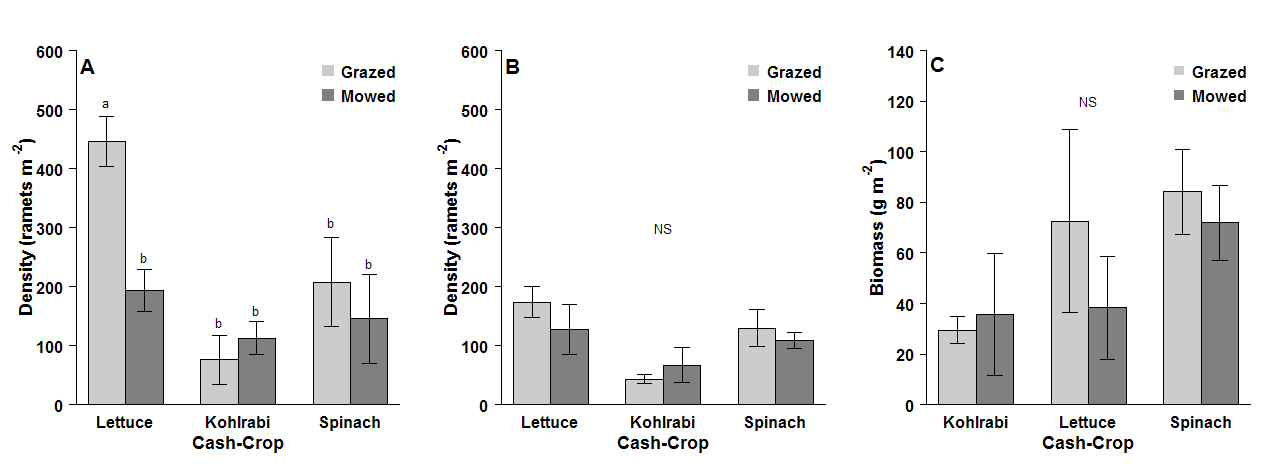 A
Grazed
Mowed
600
500
400
300
200
100
0
Density (ramets m -2)
a
b
b
b
b
b
Lettuce Kohlrabi Spinach
Cash-Crop
B
Grazed
Mowed
600
500
400
300
200
100
0
Density (ramets m -2)
NS
Lettuce Kohlrabi Spinach
Cash-Crop
C
Grazed
Mowed
140
120
100
80
60
40
20
0
Biomass (g m -2)
NS
Kohlrabi Lettuce Spinach
Cash-Crop